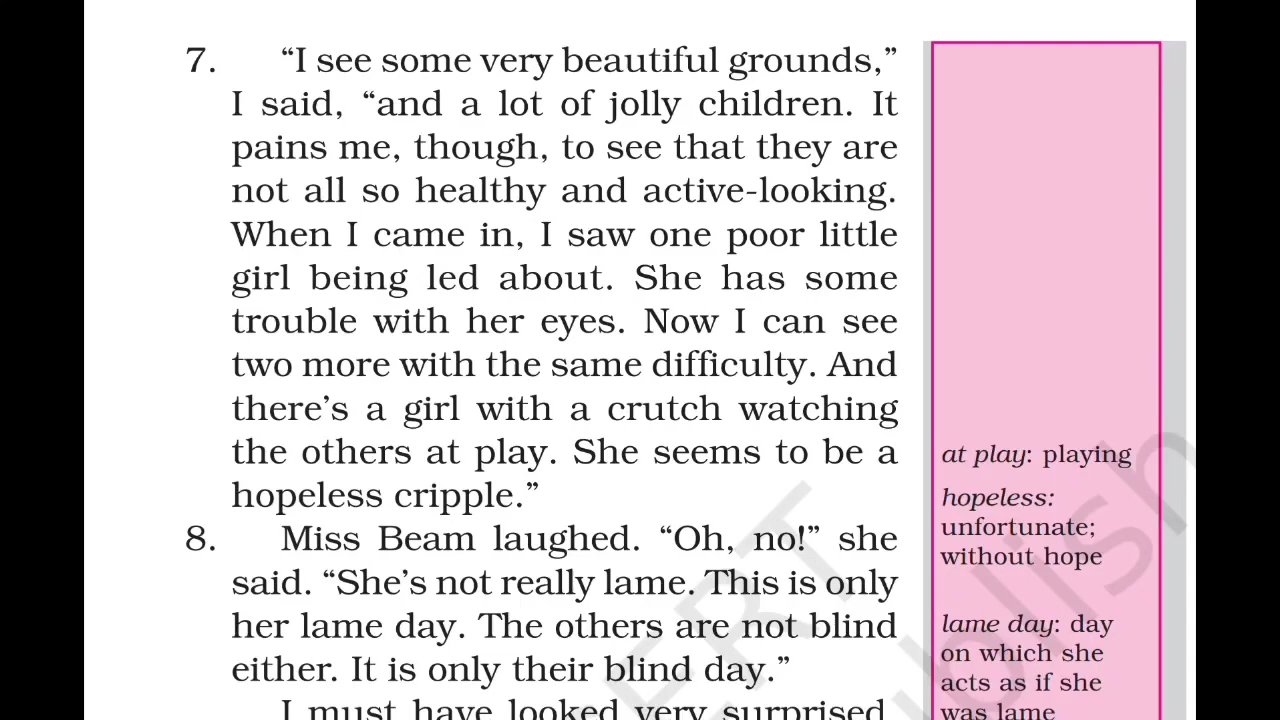 7. “I see some very beautiful grounds,”
I said, “and a lot of jolly children. It
pains me, though, to see that they are
not all so healthy and active-looking.
When I came in, I saw one poor little
girl being led about. She has some
trouble with her eyes. Now I can see
two more with the same difficulty. And
there’s a girl with a crutch watching
the others at play. She seems to be a
hopeless cripple.”
8. Miss Beam laughed. “Oh, no!” she
said. “She’s not really lame. This is only
her lame day. The others are not blind
either. It is only their blind day.”
I must have looked very surprised,
at play: playing
hopeless:
unfortunate;
without hope
lame day: day
on which she
acts as if she
was lame